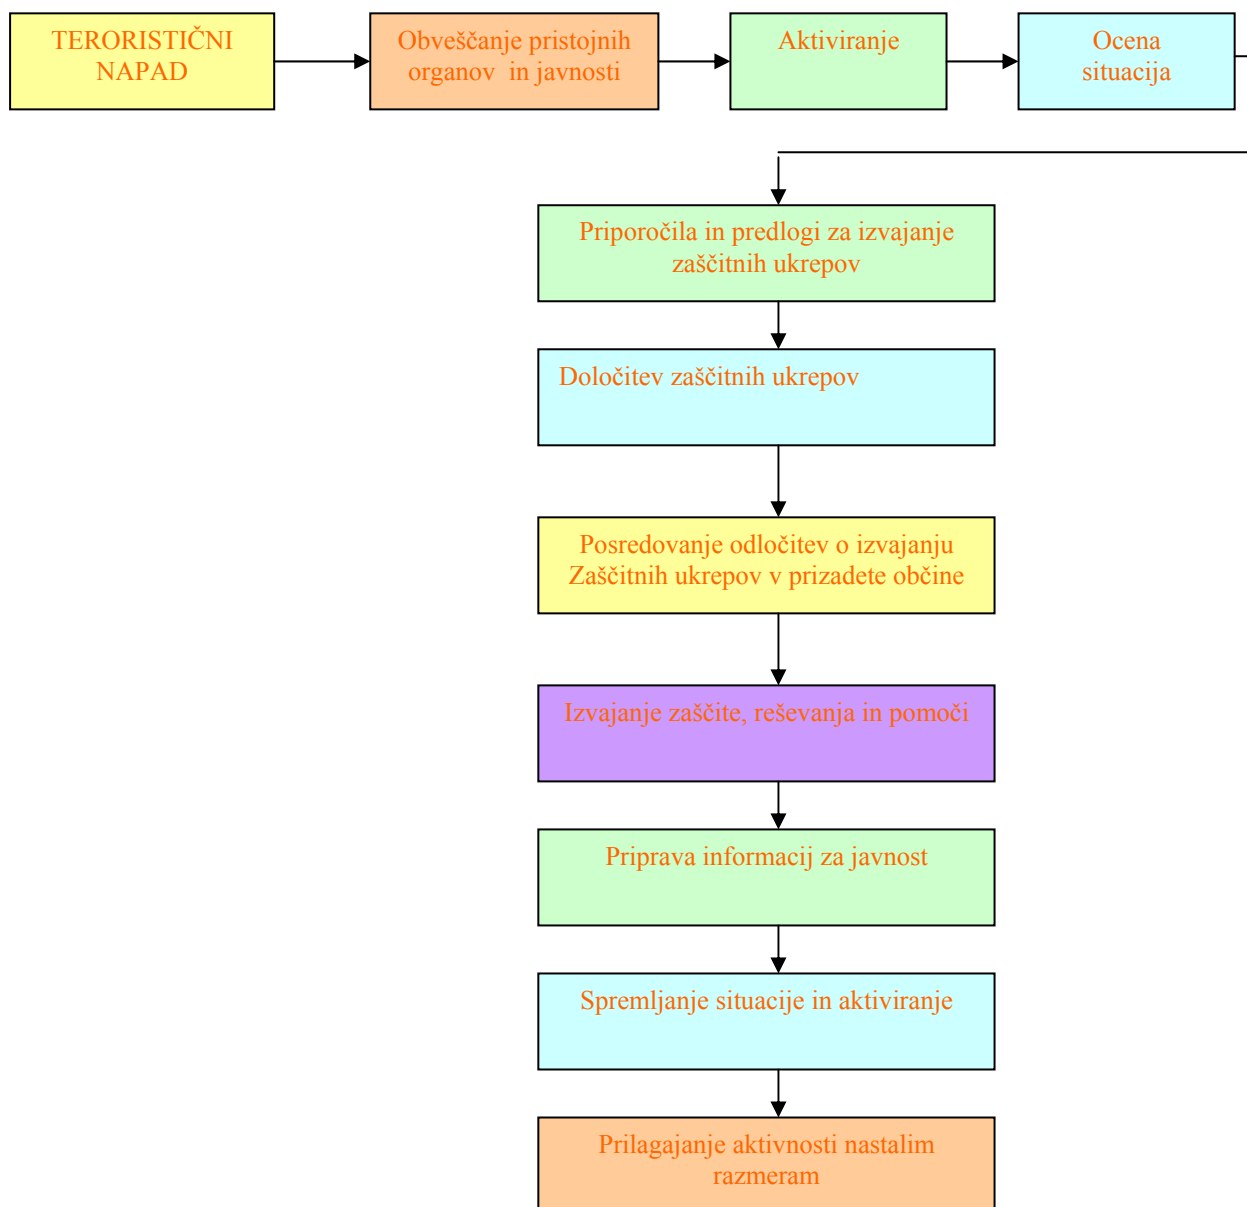 TERORISTIČNI
NAPAD
Obveščanje pristojnih
organov in javnosti
Aktiviranje
Ocena
situacija
Priporočila in predlogi za izvajanje
zaščitnih ukrepov
Določitev zaščitnih ukrepov
Posredovanje odločitev o izvajanju
Zaščitnih ukrepov v prizadete občine
Izvajanje zaščite, reševanja in pomoči
Priprava informacij za javnost
Spremljanje situacije in aktiviranje
Prilagajanje aktivnosti nastalim
razmeram